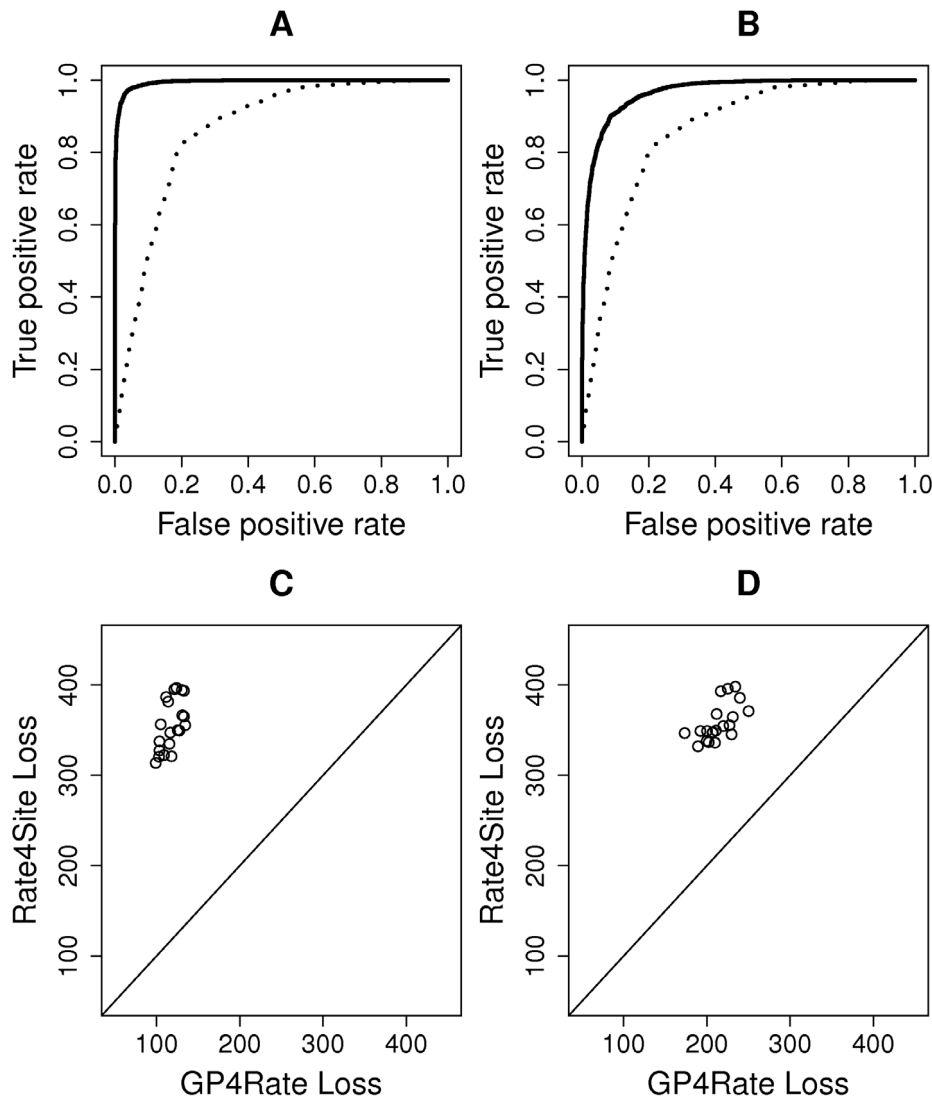 A
True positive rate
1.0
0.8
0.6
0.4
0.2
0.0
0.0 0.2 0.4 0.6 0.8 1.0
False positive rate
B
True positive rate
1.0
0.8
0.6
0.4
0.2
0.0
0.0 0.2 0.4 0.6 0.8 1.0
False positive rate
C
Rate4Site Loss
400
300
200
100
100 200 300 400
GP4Rate Loss
D
Rate4Site Loss
400
300
200
100
100 200 300 400
GP4Rate Loss